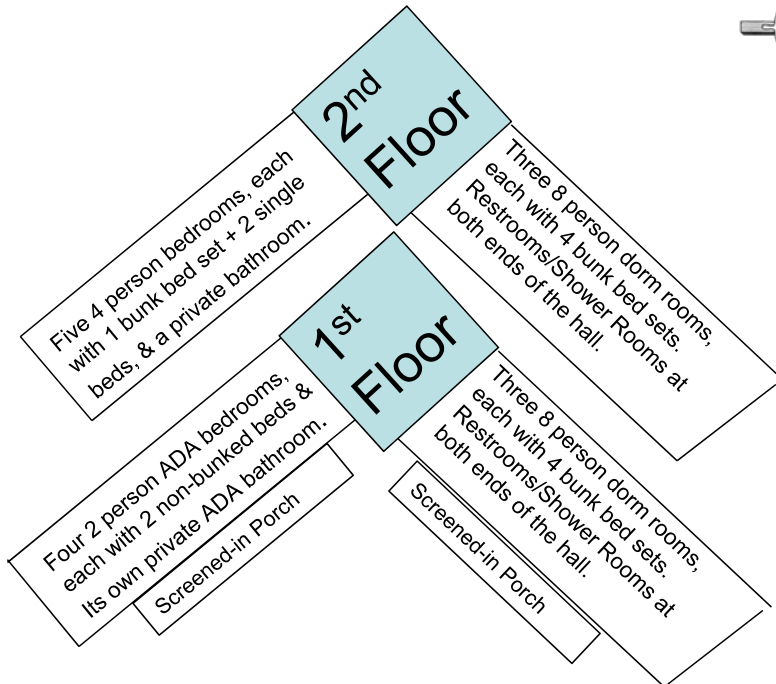 2nd
Floor
Five 4 person bedrooms, each
with 1 bunk bed set + 2 single
beds, & a private bathroom.
Three 8 person dorm rooms,
each with 4 bunk bed sets.
Restrooms/Shower Rooms at
both ends of the hall.
1st
Floor
Four 2 person ADA bedrooms,
each with 2 non-bunked beds &
Its own private ADA bathroom.
Screened-in Porch
Three 8 person dorm rooms,
each with 4 bunk bed sets.
Restrooms/Shower Rooms at
both ends of the hall.
Screened-in Porch